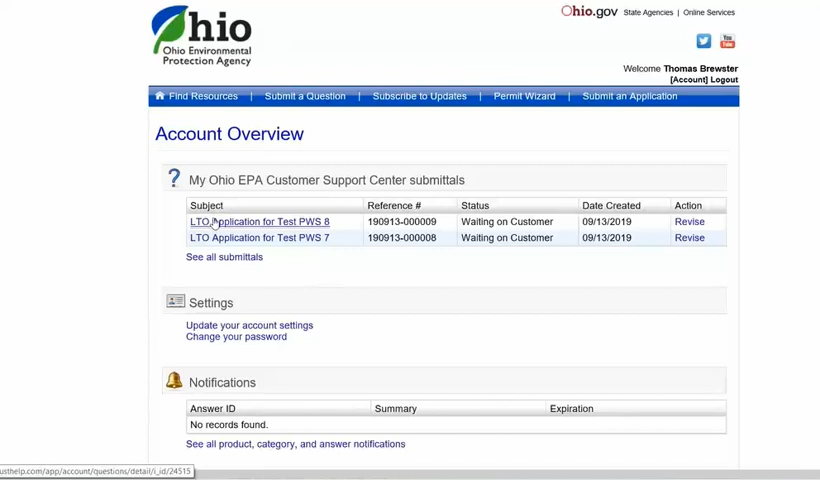 Ohio
Ohio Environmental
Protection Agency
Ohio.gov State Agencies | Online Services
Welcome Thomas Brewster
[Account] Logout
Find Resources | Submit a Question | Subscribe to Updates | Permit Wizard | Submit an Application
Account Overview
? My Ohio EPA Customer Support Center submittals
Subject Reference # Status Date Created Action
LTO Application for Test PWS 8 190913-000009 Waiting on Customer 09/13/2019 Revise
LTO Application for Test PWS 7 190913-000008 Waiting on Customer 09/13/2019 Revise
See all submittals
Settings
Update your account settings
Change your password
Notifications
Answer ID Summary Expiration
No records found.
See all product, category, and answer notifications
usthelp.com/app/account/questions/detail/i_id/24515